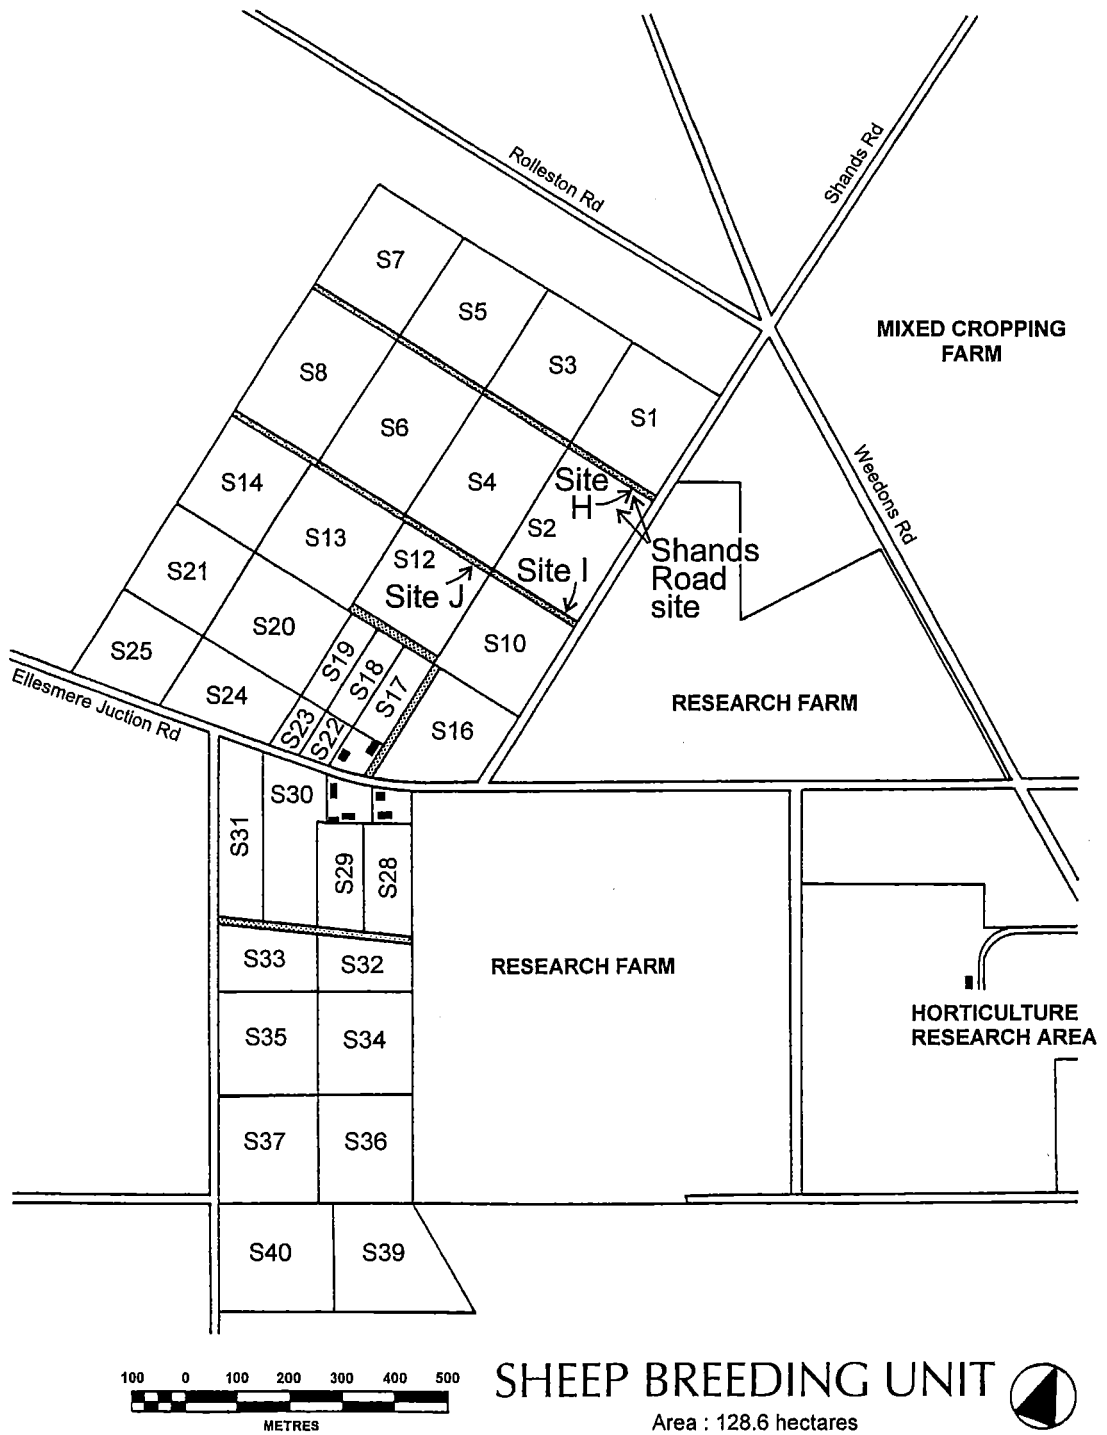 Rolleston Rd
Shands Rd
S7
S5
MIXED CROPPING
FARM
S3
S8
S1
S6
Weedons Rd
S4
Site
H
S14
S2
S13
Shands
Road
site
S12
Site I
Site J
S21
S20
S10
S25
S19
S18
S17
Ellesmere Juction Rd
S24
RESEARCH FARM
S23
S22
S16
S30
S31
S29
S28
S33
S32
RESEARCH FARM
HORTICULTURE
RESEARCH AREA
S35
S34
S37
S36
S40
S39
100 0 100 200 300 400 500
METRES
SHEEP BREEDING UNIT
Area : 128.6 hectares